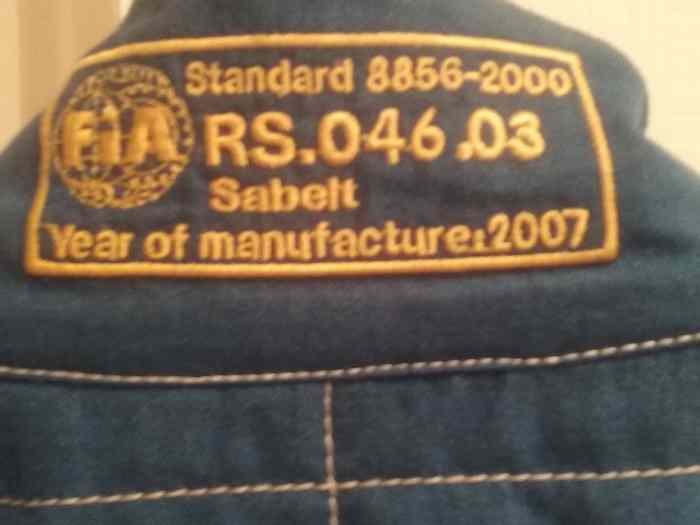 Standard 8856-2000
FiA RS.046.03
Sabelt
Year of manufacture:2007